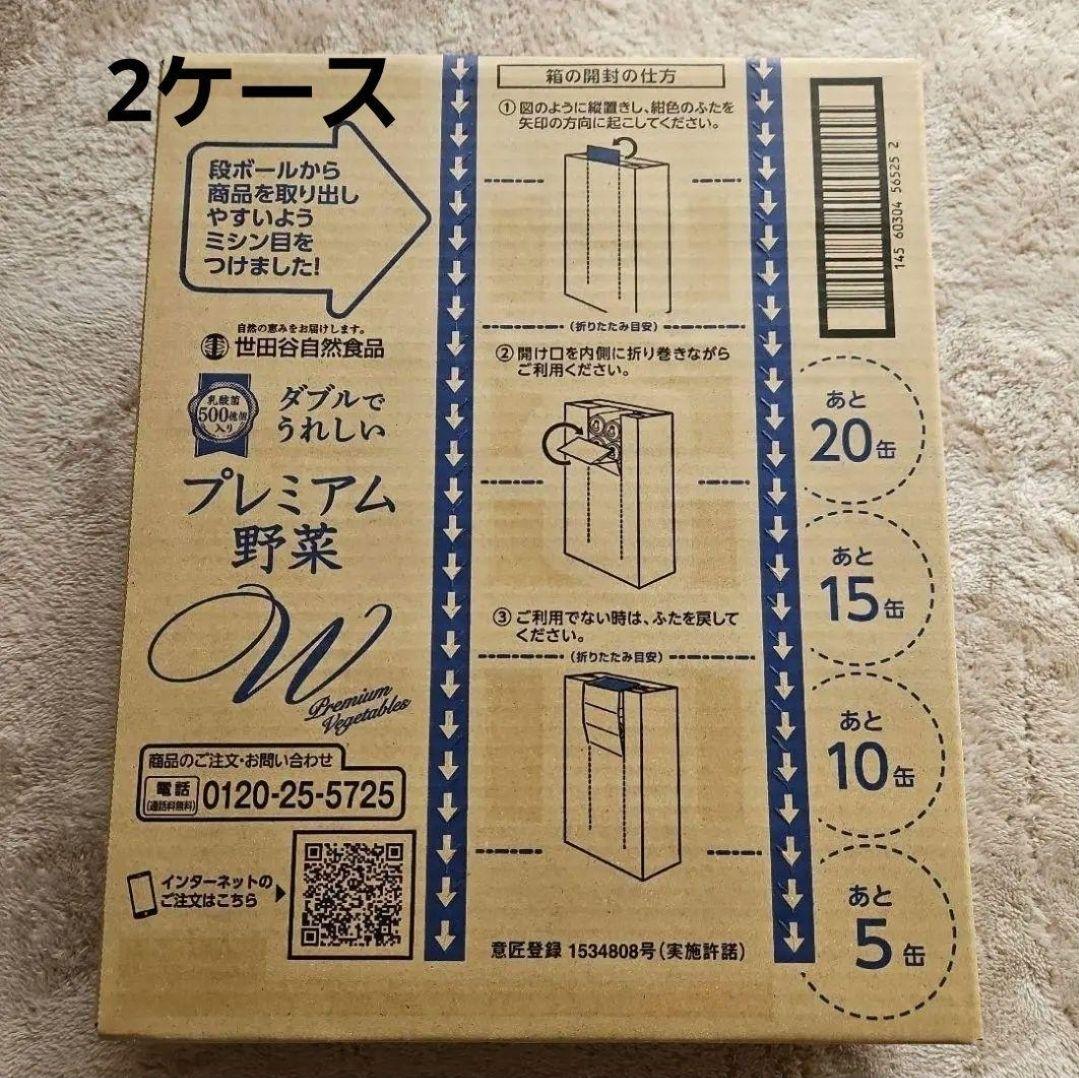 2ケース
段ボールから
商品を取り出し
やすいよう
ミシン目を
つけました!
自然の恵みをお届けします。
世田谷自然食品
乳酸菌
500億個
入り
ダブルで
うれしい
プレミアム
野菜
W
Premium
Vegetables
商品のご注文・お問い合わせ
電話
(通話料無料)
0120-25-5725
インターネットの
ご注文はこちら
箱の開封の仕方
① 図のように縦置きし、紺色のふたを
矢印の方向に起こしてください。
(折りたたみ目安)
② 開け口を内側に折り巻きながら
ご利用ください。
③ ご利用でない時は、ふたを戻して
ください。
(折りたたみ目安)
意匠登録 1534808号(実施許諾)
145 60304 56525 2
あと
20缶
あと
15缶
あと
10缶
あと
5缶